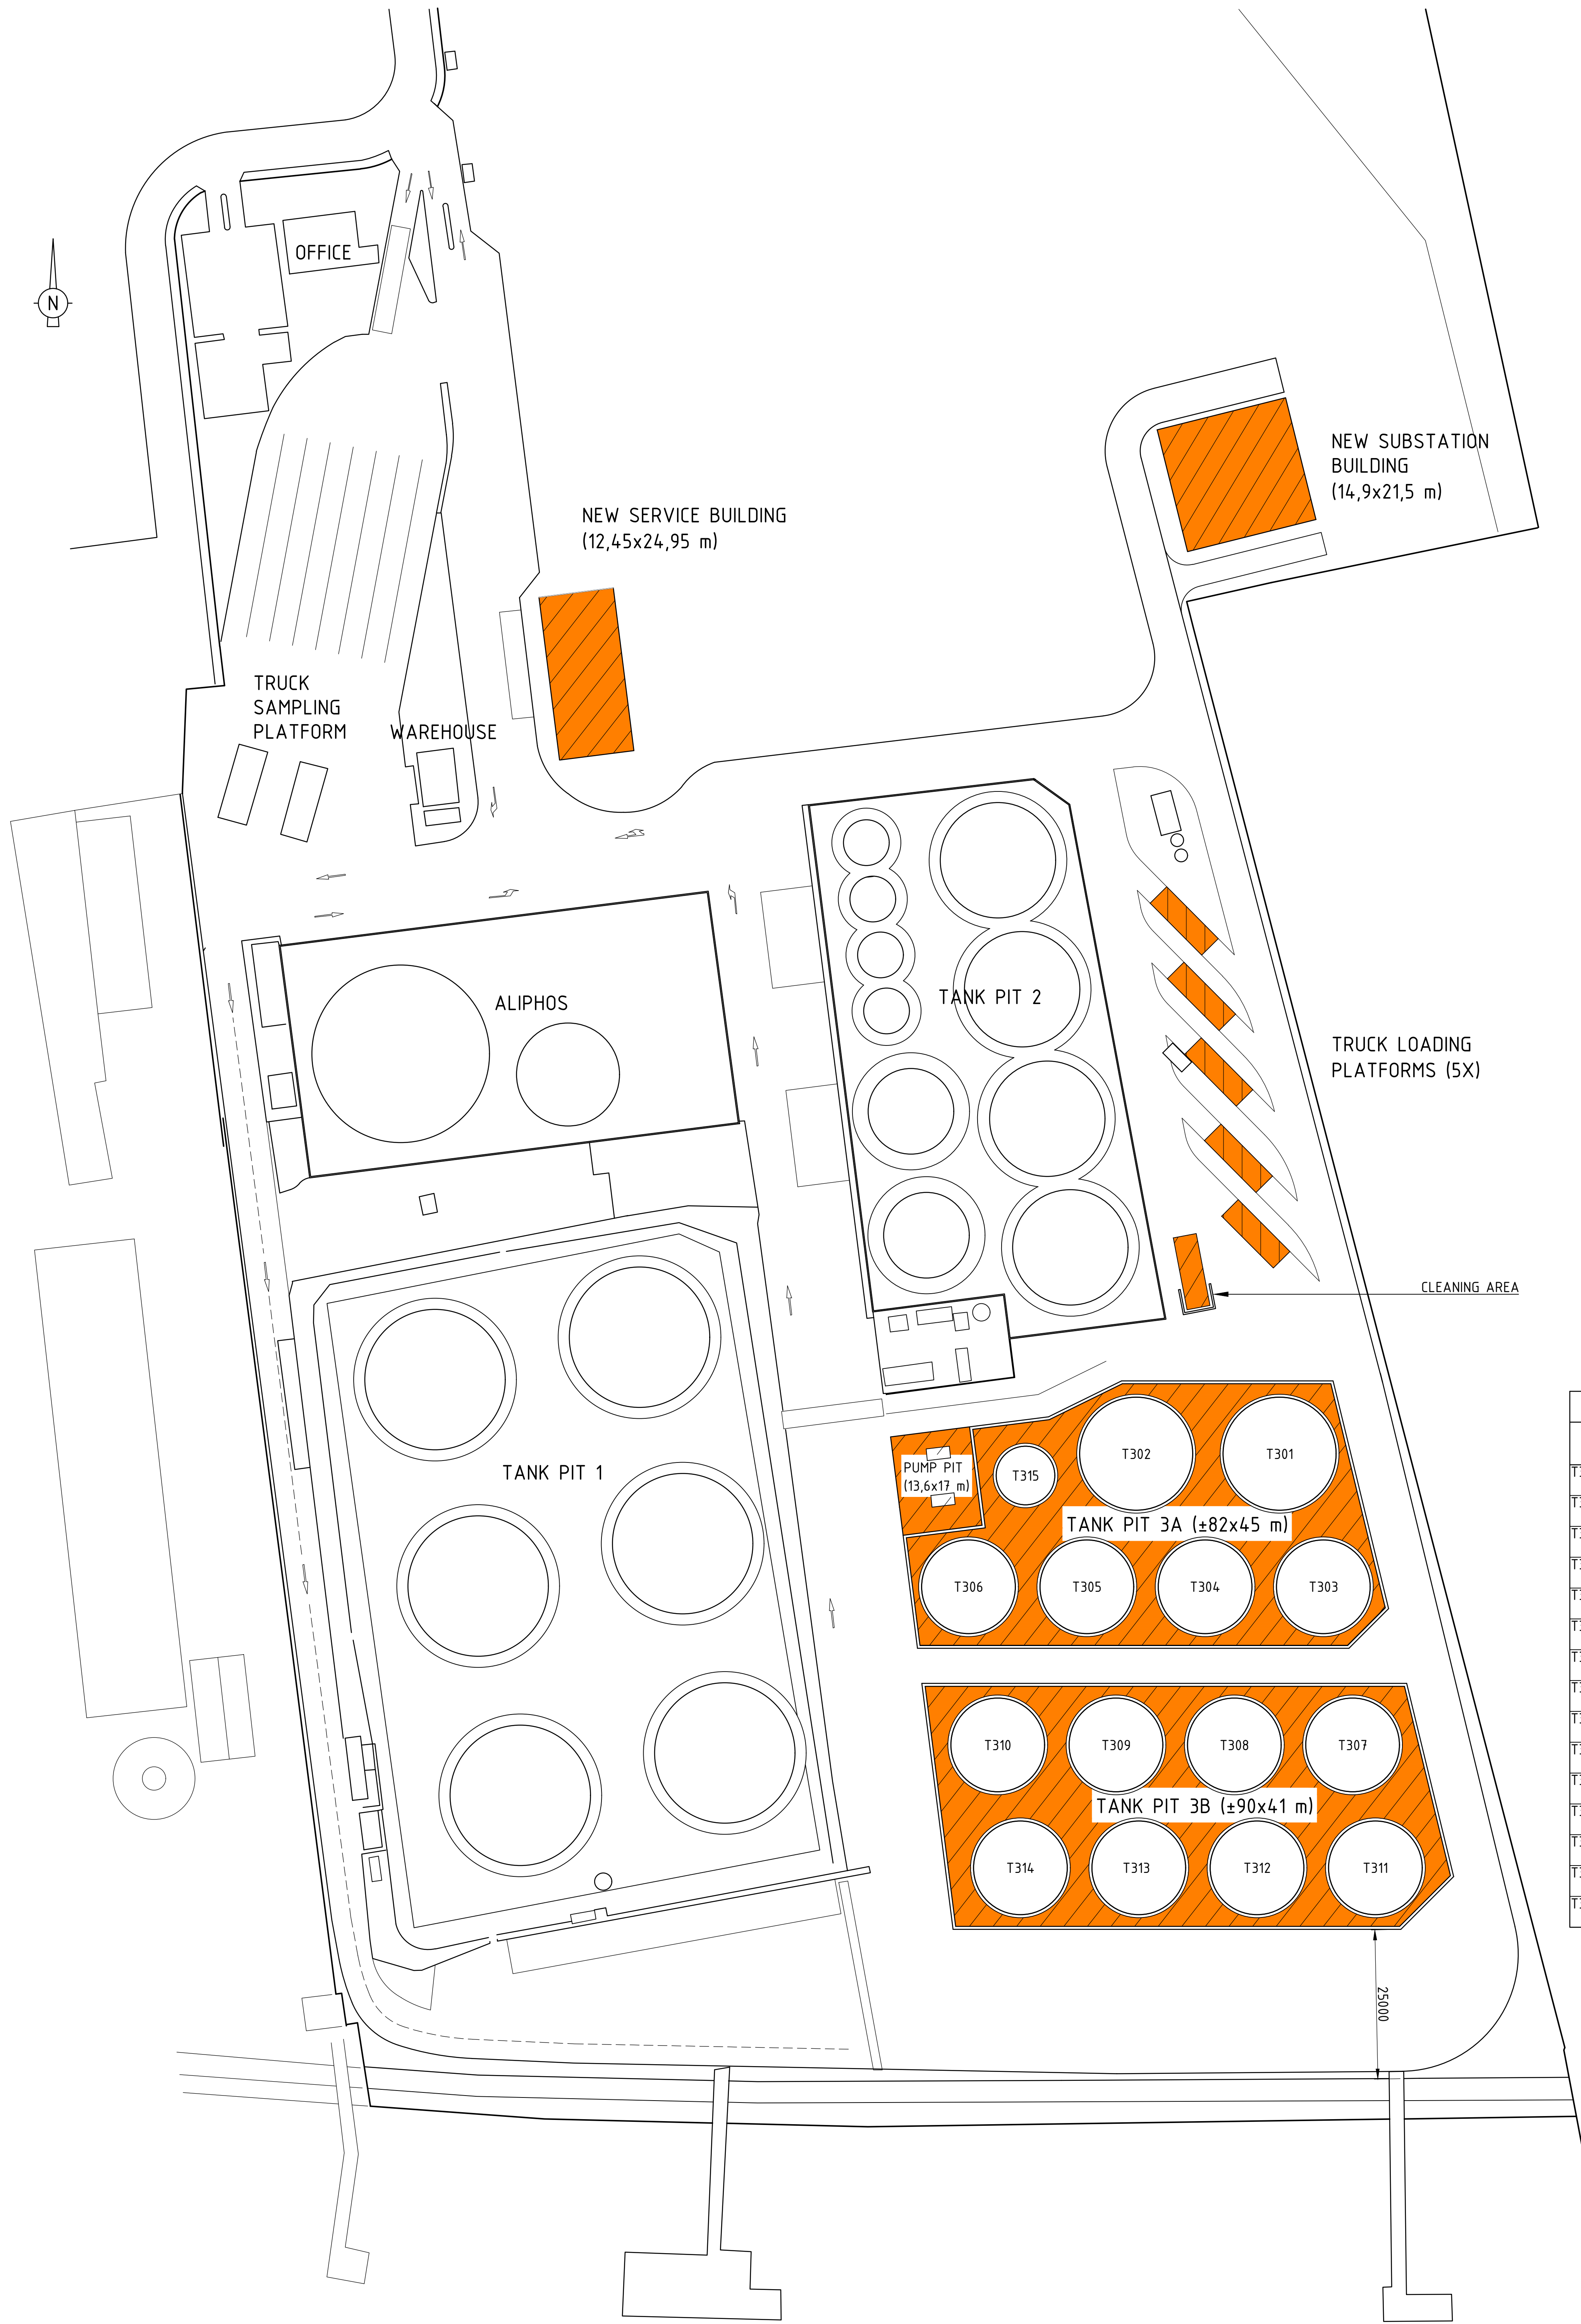 OFFICE
N
NEW SUBSTATION
BUILDING
(14,9x21,5 m)
NEW SERVICE BUILDING
(12,45x24,95 m)
TRUCK
SAMPLING
PLATFORM
WAREHOUSE
ALIPHOS
TANK PIT 2
TRUCK LOADING
PLATFORMS (5X)
CLEANING AREA
TANK PIT 1
PUMP PIT
(13,6x17 m)
T315
T302
T301
TANK PIT 3A (±82x45 m)
T306
T305
T304
T303
T310
T309
T308
T307
TANK PIT 3B (±90x41 m)
T314
T313
T312
T311
25000